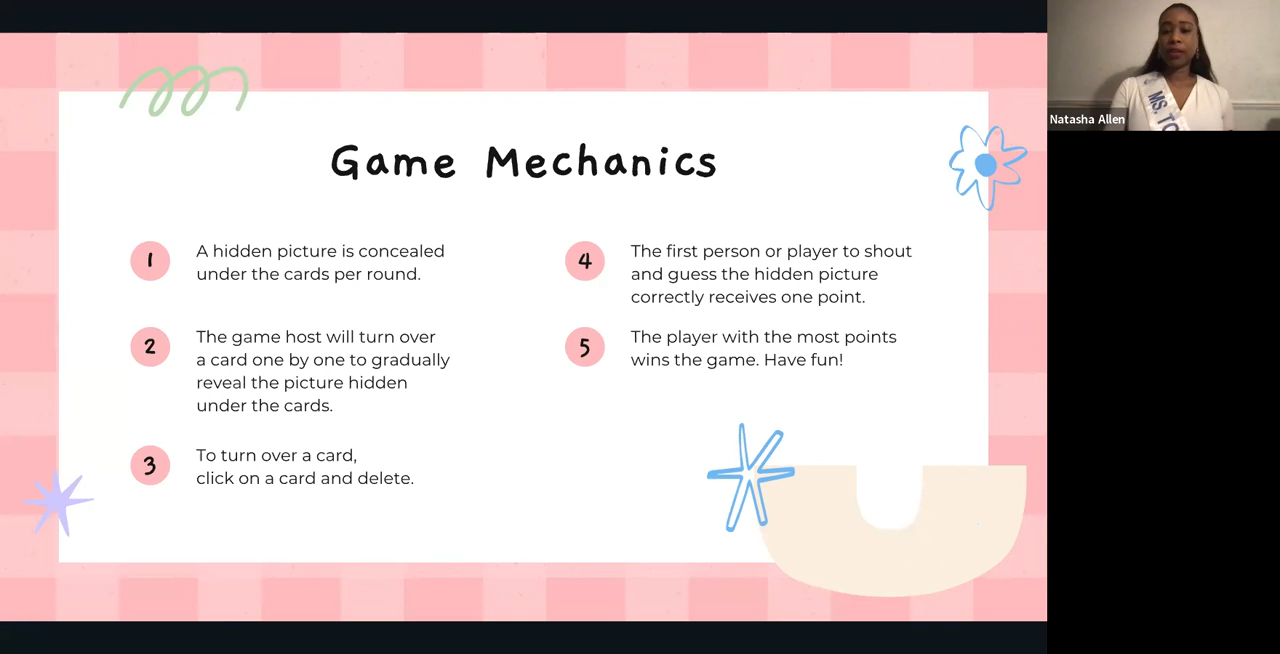 Game Mechanics
1
A hidden picture is concealed
under the cards per round.
2
The game host will turn over
a card one by one to gradually
reveal the picture hidden
under the cards.
3
To turn over a card,
click on a card and delete.
4
The first person or player to shout
and guess the hidden picture
correctly receives one point.
5
The player with the most points
wins the game. Have fun!
Natasha Allen
MS. TO